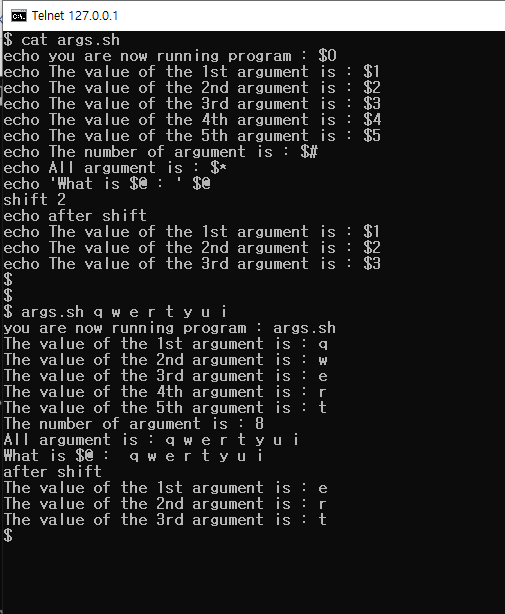 Telnet 127.0.0.1
$ cat args.sh
echo you are now running program : $0
echo The value of the 1st argument is : $1
echo The value of the 2nd argument is : $2
echo The value of the 3rd argument is : $3
echo The value of the 4th argument is : $4
echo The value of the 5th argument is : $5
echo The number of argument is : $#
echo All argument is : $*
echo 'What is $@ : ' $@
shift 2
echo after shift
echo The value of the 1st argument is : $1
echo The value of the 2nd argument is : $2
echo The value of the 3rd argument is : $3
$
$
$ args.sh q w e r t y u i
you are now running program : args.sh
The value of the 1st argument is : q
The value of the 2nd argument is : w
The value of the 3rd argument is : e
The value of the 4th argument is : r
The value of the 5th argument is : t
The number of argument is : 8
All argument is : q w e r t y u i
What is $@ :  q w e r t y u i
after shift
The value of the 1st argument is : e
The value of the 2nd argument is : r
The value of the 3rd argument is : t
$